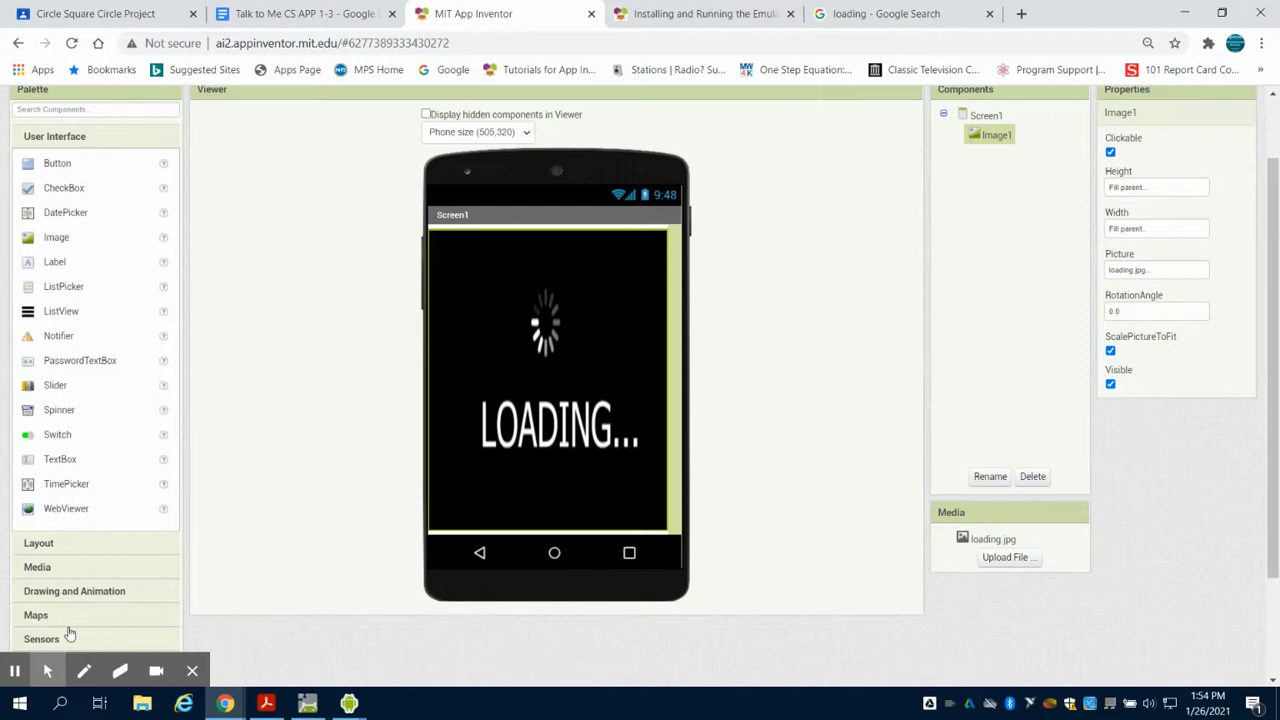 Circle Square Circle Project
Talk to Me CS APP 1-3 - Google D
MIT App Inventor
Installing and Running the Emula
loading - Google Search
Not secure
ai2.appinventor.mit.edu/#6277389333430272
Apps
Bookmarks
Suggested Sites
Apps Page
MPS Home
Google
Tutorials for App In...
Stations | Radio? Su...
One Step Equation:...
Classic Television C...
Program Support |...
101 Report Card Co...
»
Palette
Viewer
Components
Properties
Search Components...
User Interface
Button
CheckBox
DatePicker
Image
Label
ListPicker
ListView
Notifier
PasswordTextBox
Slider
Spinner
Switch
TextBox
TimePicker
WebViewer
Layout
Media
Drawing and Animation
Maps
Sensors
Display hidden components in Viewer
Phone size (505,320)
9:48
Screen1
LOADING...
Screen1
Image1
Rename
Delete
Media
loading.jpg
Upload File ...
Image1
Clickable
Height
Fill parent...
Width
Fill parent..
Picture
loading.jpg...
RotationAngle
0.0
ScalePictureToFit
Visible
1:54 PM
1/26/2021